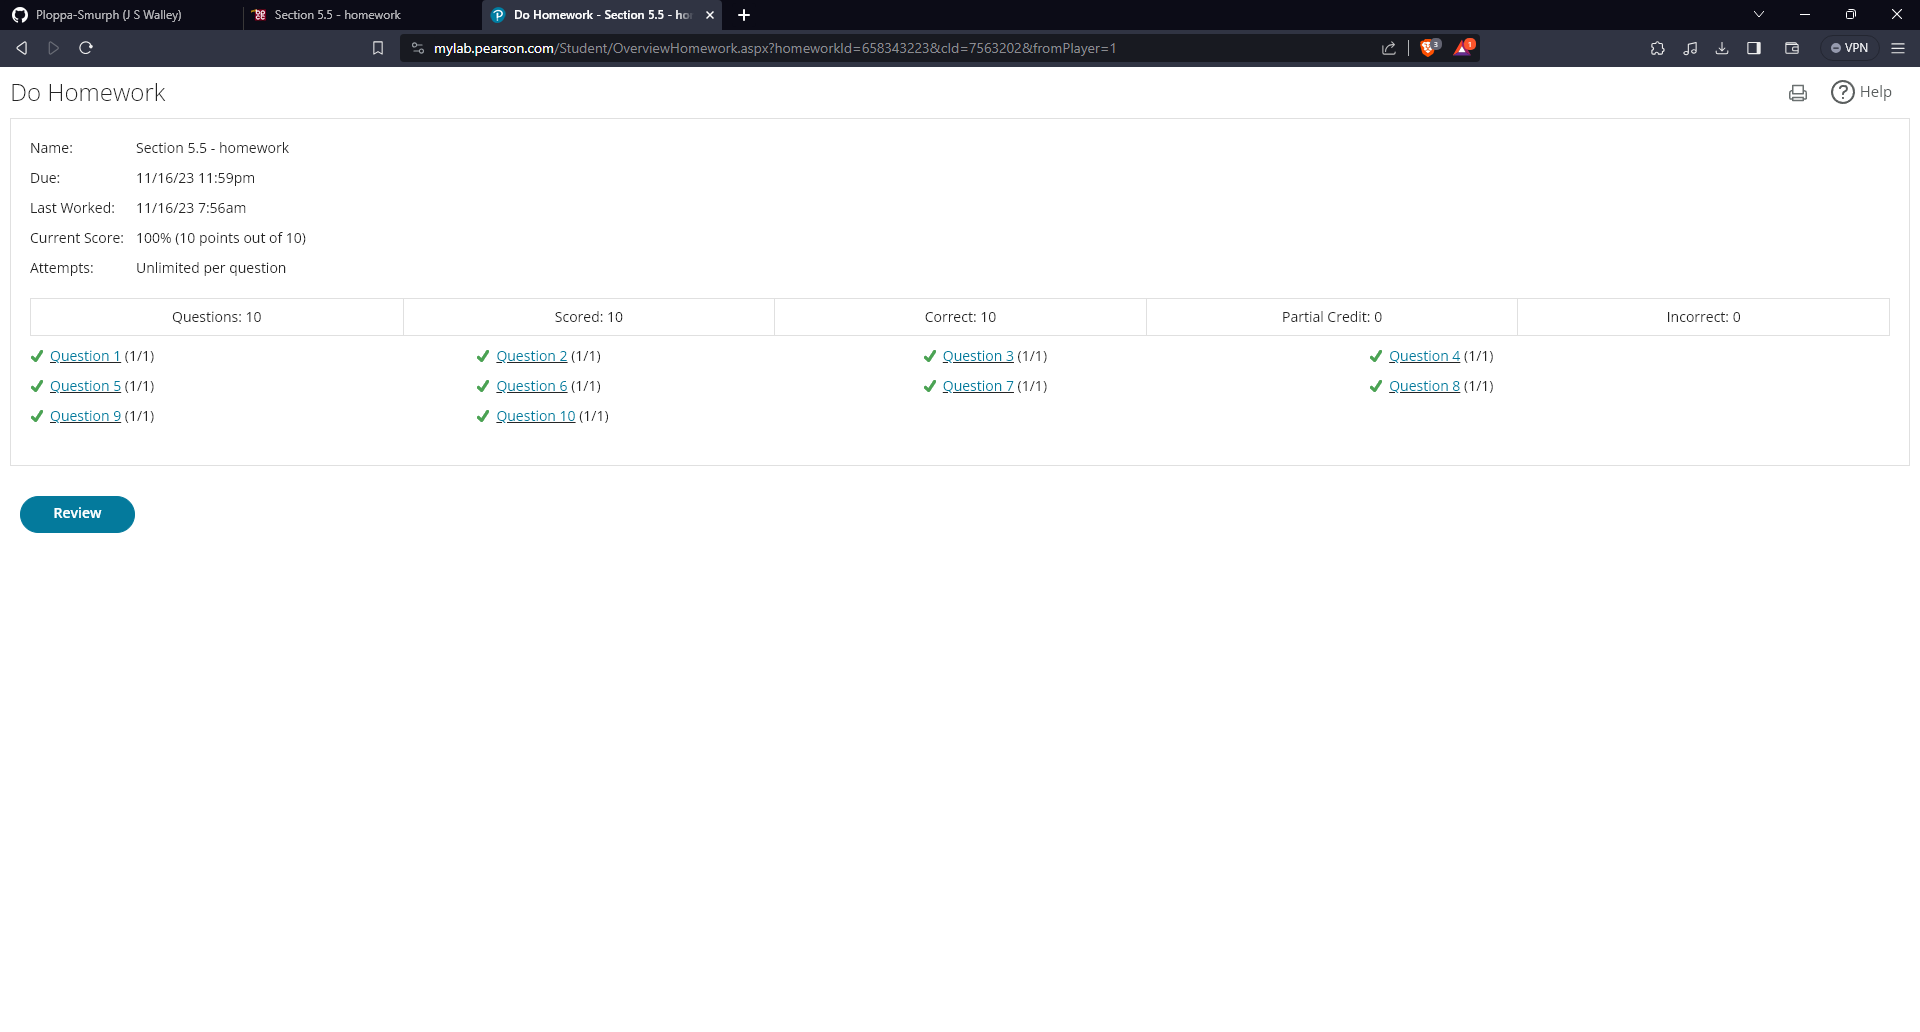 Ploppa-Smurph (J S Walley) Section 5.5 - homework Do Homework - Section 5.5 - ho
mylab.pearson.com/Student/OverviewHomework.aspx?homeworkId=658343223&cId=7563202&fromPlayer=1 3 1 VPN
Do Homework Help
Name: Section 5.5 - homework
Due: 11/16/23 11:59pm
Last Worked: 11/16/23 7:56am
Current Score: 100% (10 points out of 10)
Attempts: Unlimited per question
Questions: 10 Scored: 10 Correct: 10 Partial Credit: 0 Incorrect: 0
Question 1 (1/1) Question 2 (1/1) Question 3 (1/1) Question 4 (1/1)
Question 5 (1/1) Question 6 (1/1) Question 7 (1/1) Question 8 (1/1)
Question 9 (1/1) Question 10 (1/1)
Review